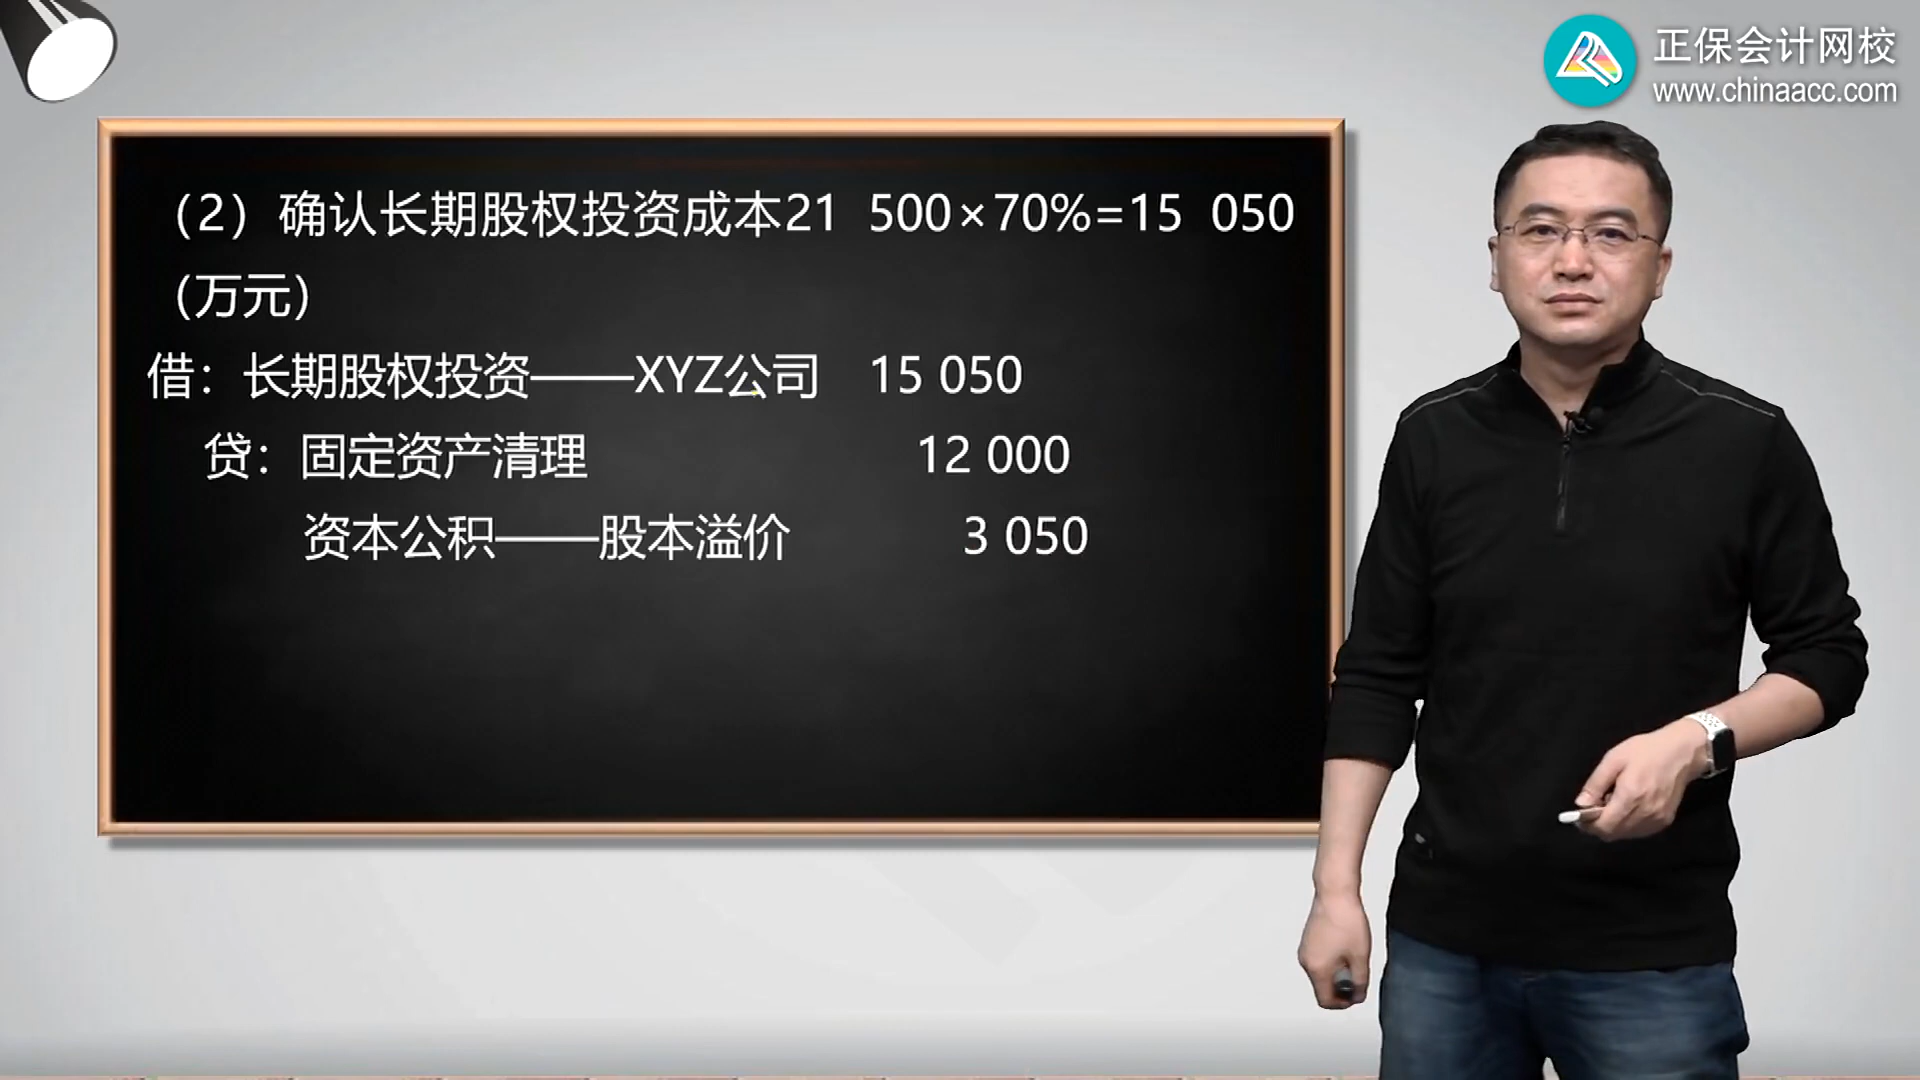 正保会计网校
www.chinaacc.com
（2）确认长期股权投资成本21 500×70%=15 050
（万元）
借：长期股权投资——XYZ公司 15 050
贷：固定资产清理 12 000
资本公积——股本溢价 3 050